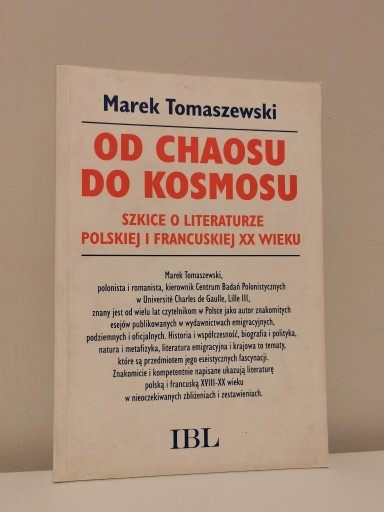 Marek Tomaszewski
OD CHAOSU
DO KOSMOSU
SZKICE O LITERATURZE
POLSKIEJ I FRANCUSKIEJ XX WIEKU
Marek Tomaszewski,
polonista i romanista, kierownik Centrum Badań Polonistycznych
w Université Charles de Gaulle, Lille III,
znany jest od wielu lat czytelnikom w Polsce jako autor znakomitych
esejów publikowanych w wydawnictwach emigracyjnych,
podziemnych i oficjalnych. Historia i współczesność, biografia i polityka,
natura i metafizyka, literatura emigracyjna i krajowa to tematy,
które są przedmiotem jego eseistycznych fascynacji.
Znakomicie i kompetentnie napisane ukazują literaturę
polską i francuską XVIII-XX wieku
w nieoczekiwanych zbliżeniach i zestawieniach.
IBL